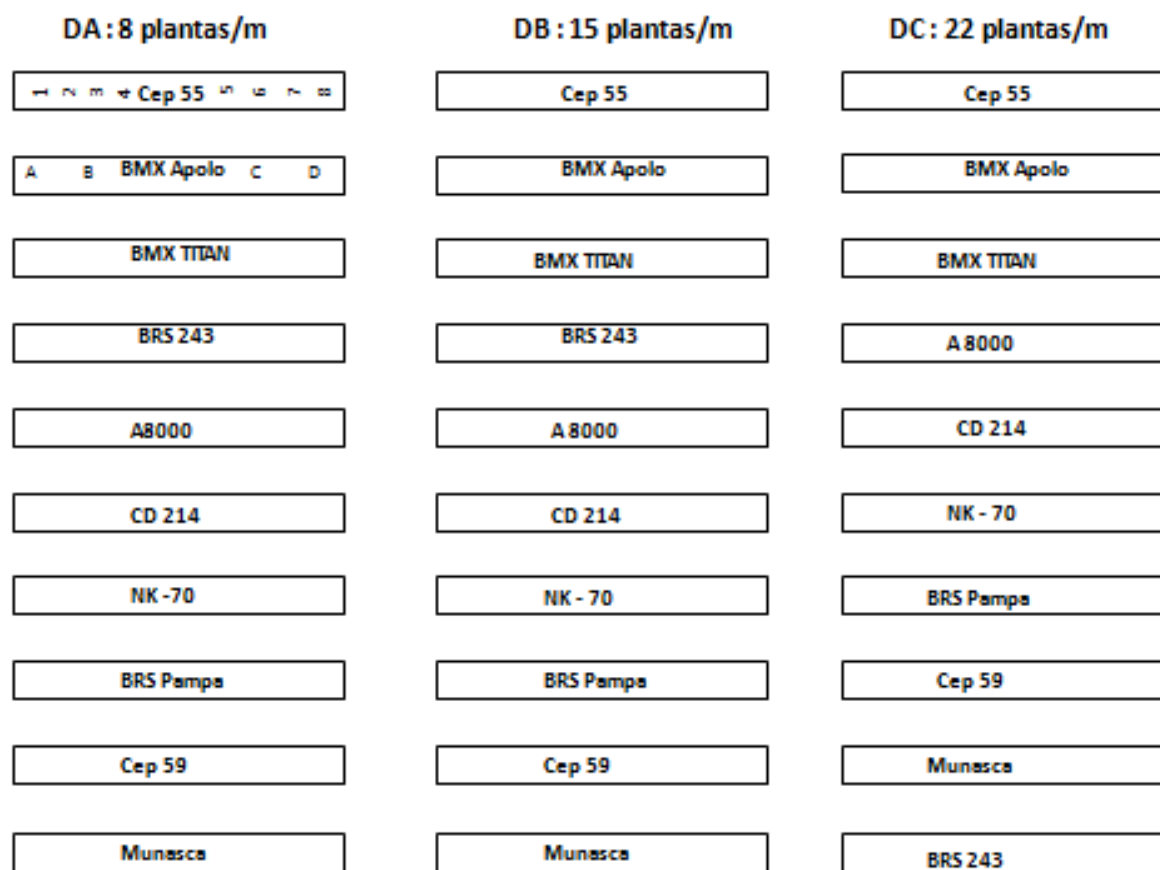 DA : 8 plantas/m DB : 15 plantas/m DC : 22 plantas/m
1 2 3 4 Cep 55 5 6 7 8 Cep 55 Cep 55
A B BMX Apolo C D BMX Apolo BMX Apolo
BMX TITAN BMX TITAN BMX TITAN
BRS 243 BRS 243 A 8000
A8000 A 8000 CD 214
CD 214 CD 214 NK - 70
NK -70 NK - 70 BRS Pampa
BRS Pampa BRS Pampa Cep 59
Cep 59 Cep 59 Munasca
Munasca Munasca BRS 243